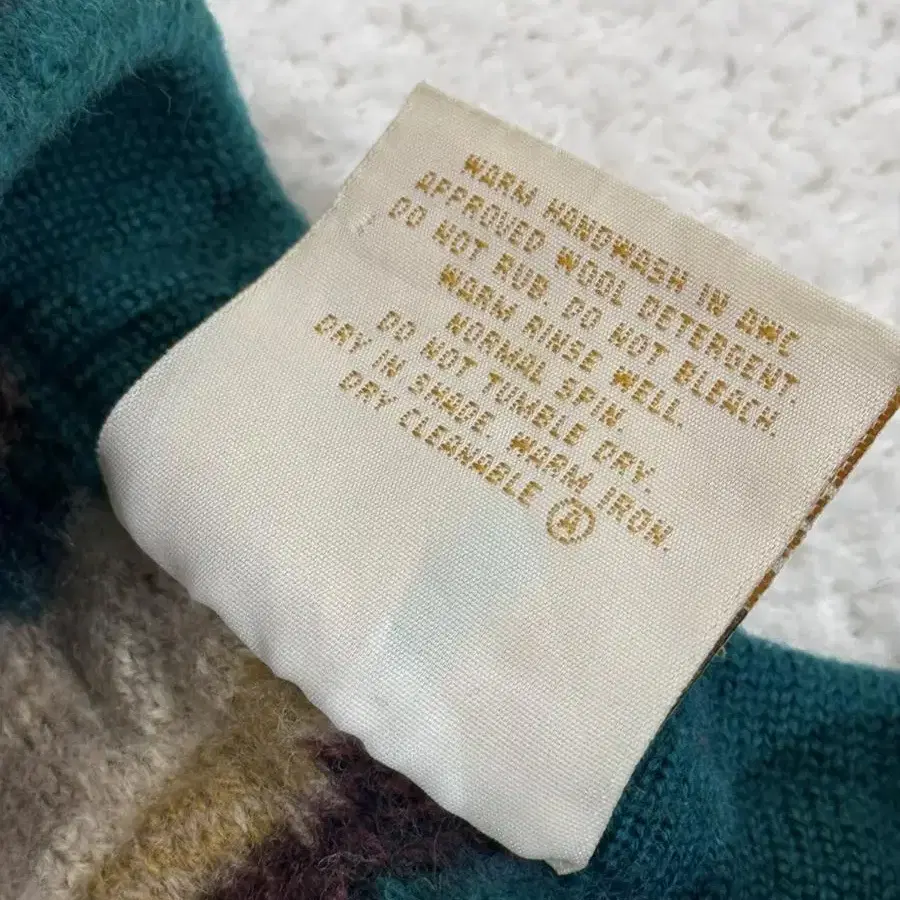 WARM HANDWASH IN AWC
APPROVED WOOL DETERGENT.
DO NOT RUB. DO NOT BLEACH.
WARM RINSE WELL.
NORMAL SPIN.
DO NOT TUMBLE DRY.
DRY IN SHADE. WARM IRON.
DRY CLEANABLE Ⓐ